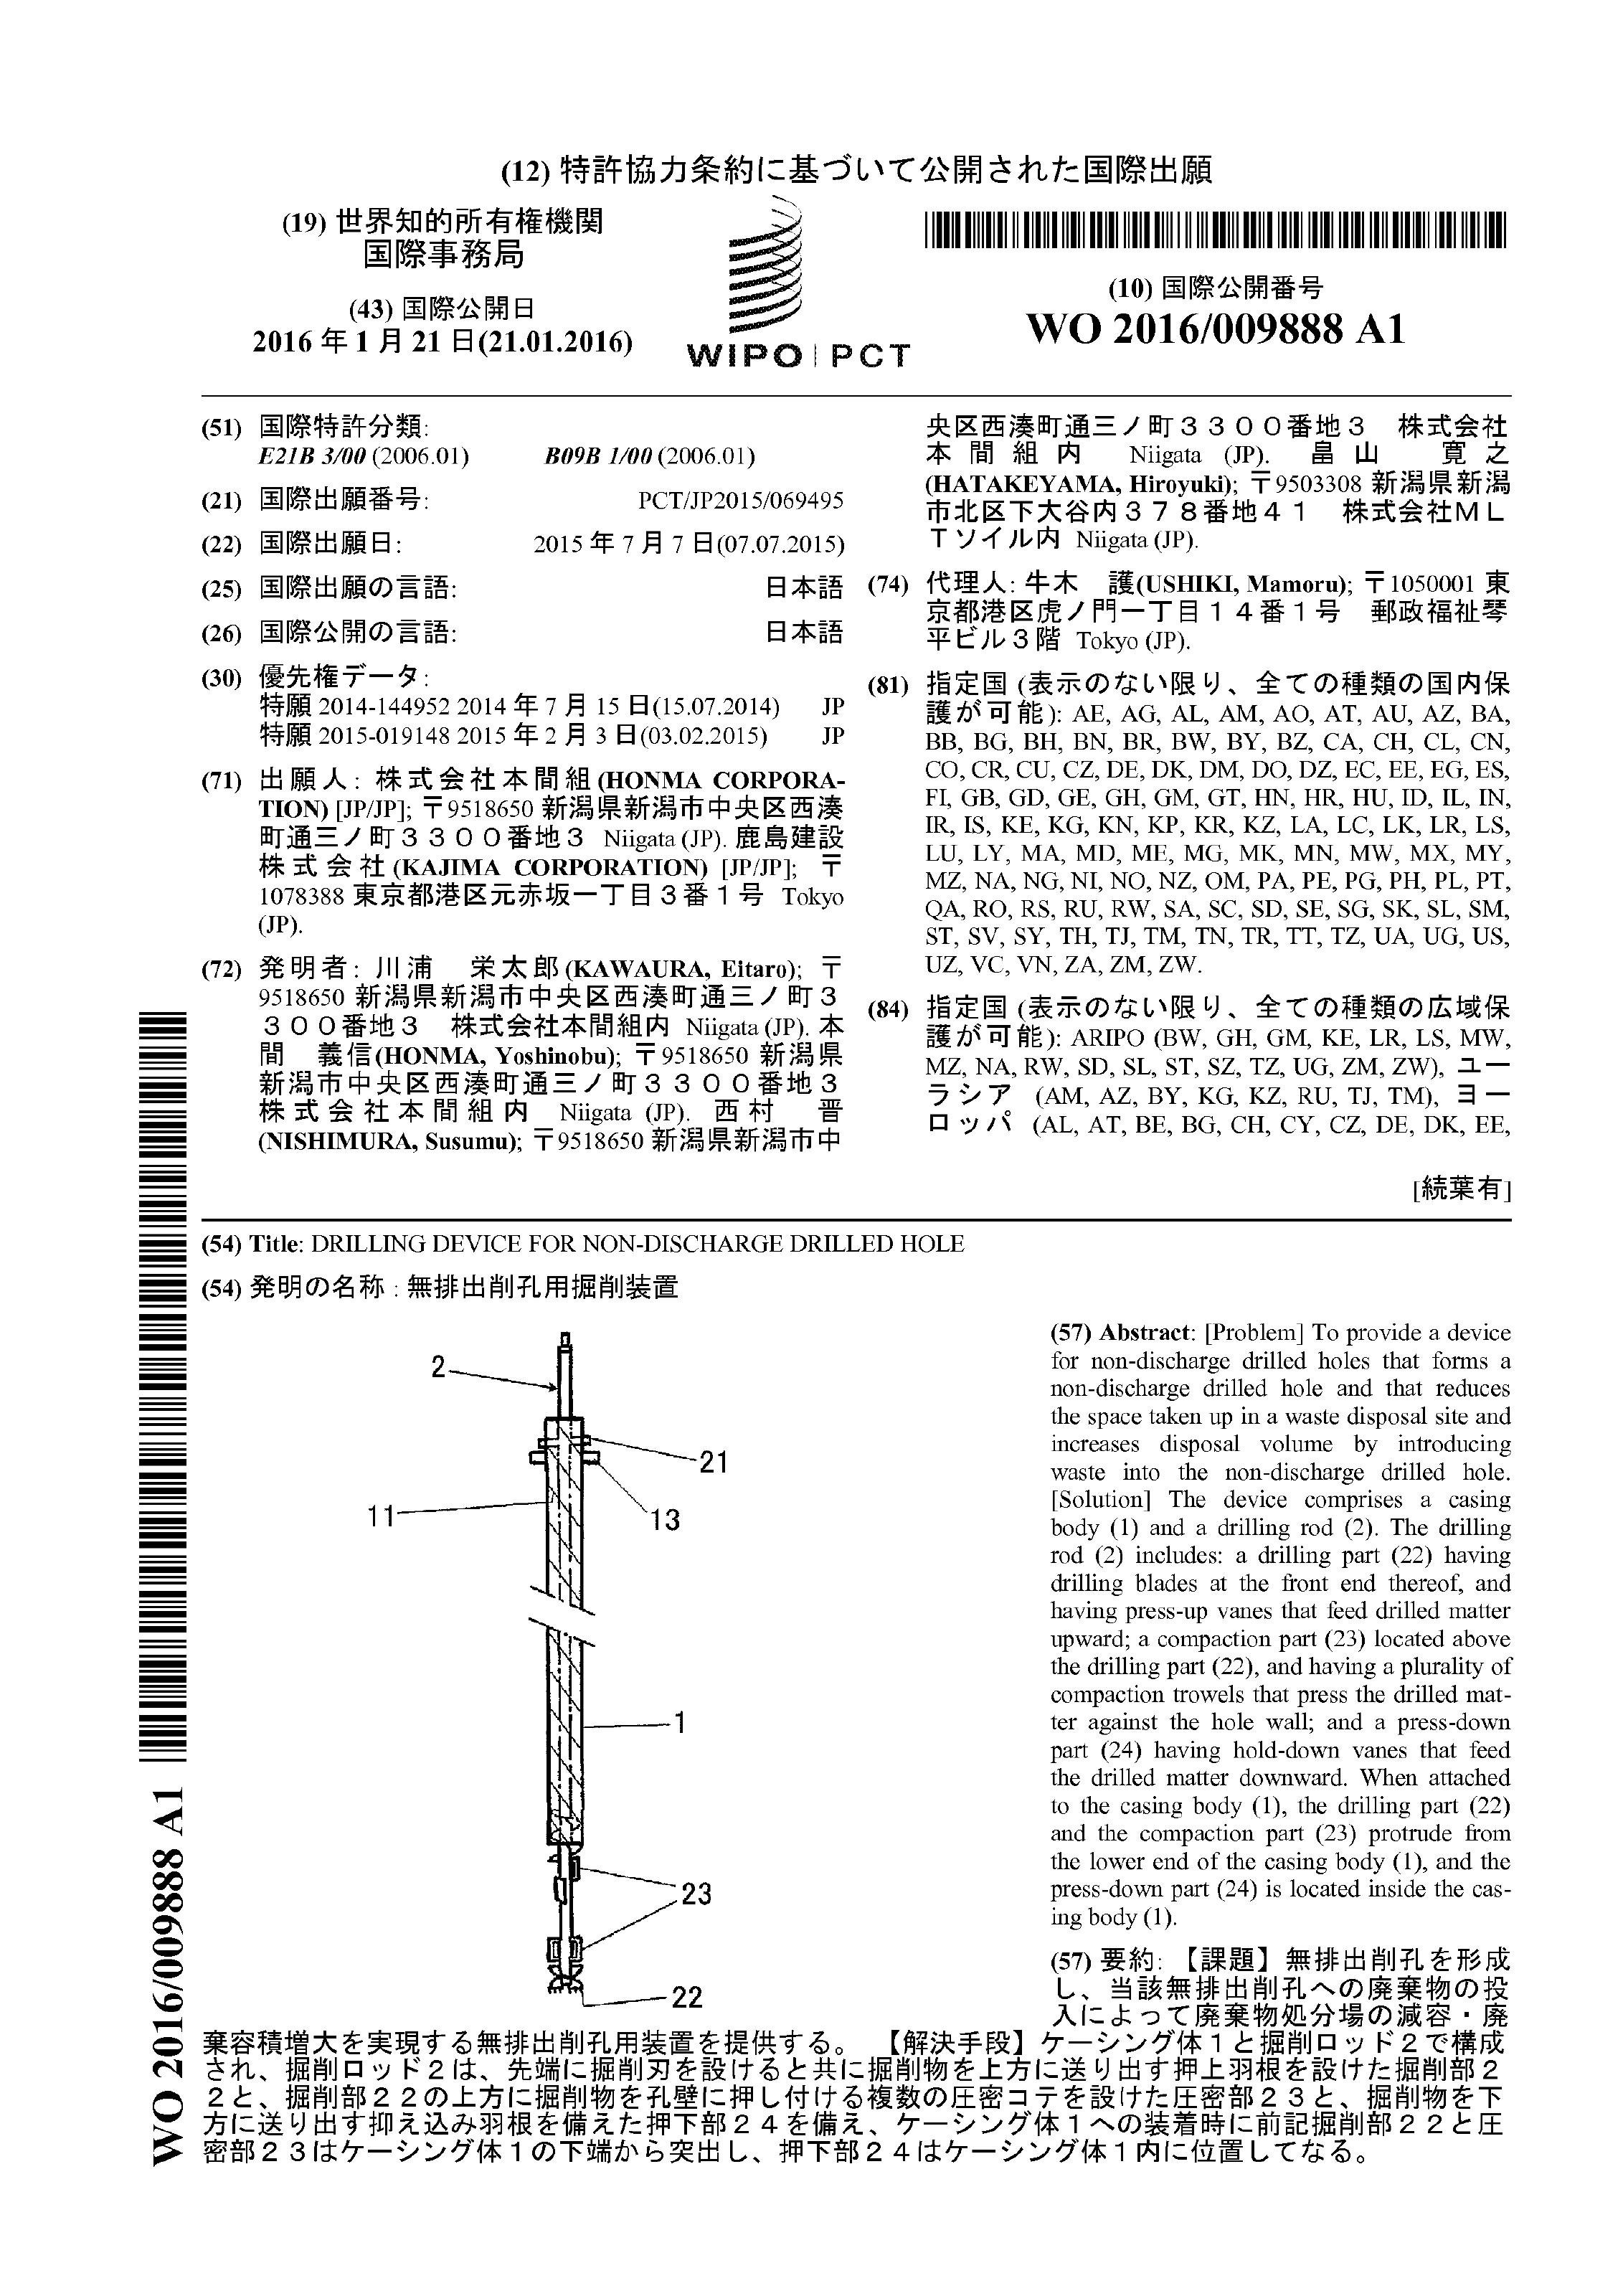 (12) 特許協力条約に基づいて公開された国際出願
(19) 世界知的所有権機関
国際事務局
(43) 国際公開日
2016 年 1 月 21 日(21.01.2016)
WIPO | PCT
(10) 国際公開番号
WO 2016/009888 A1
(51) 国際特許分類:
E21B 3/00 (2006.01) B09B 1/00 (2006.01)
(21) 国際出願番号: PCT/JP2015/069495
(22) 国際出願日: 2015 年 7 月 7 日(07.07.2015)
(25) 国際出願の言語: 日本語
(26) 国際公開の言語: 日本語
(30) 優先権データ:
特願 2014-144952 2014 年 7 月 15 日(15.07.2014) JP
特願 2015-019148 2015 年 2 月 3 日(03.02.2015) JP
(71) 出願人: 株式会社本間組(HONMA CORPORA-
TION) [JP/JP]; 〒9518650 新潟県新潟市中央区西湊
町通三ノ町3300番地3 Niigata (JP). 鹿島建設
株式会社(KAJIMA CORPORATION) [JP/JP]; 〒
1078388 東京都港区元赤坂一丁目3番1号 Tokyo
(JP).
(72) 発明者: 川浦 栄太郎(KAWAURA, Eitaro); 〒
9518650 新潟県新潟市中央区西湊町通三ノ町3
300番地3 株式会社本間組内 Niigata (JP). 本
間 義信(HONMA, Yoshinobu); 〒9518650 新潟県
新潟市中央区西湊町通三ノ町3300番地3
株式会社本間組内 Niigata (JP). 西村 晋
(NISHIMURA, Susumu); 〒9518650 新潟県新潟市中
央区西湊町通三ノ町3300番地3 株式会社
本間組内 Niigata (JP). 畠山 寛之
(HATAKEYAMA, Hiroyuki); 〒9503308 新潟県新潟
市北区下大谷内378番地41 株式会社ML
Tソイル内 Niigata (JP).
(74) 代理人: 牛木 護(USHIKI, Mamoru); 〒1050001 東
京都港区虎ノ門一丁目14番1号 郵政福祉琴
平ビル3階 Tokyo (JP).
(81) 指定国 (表示のない限り、全ての種類の国内保
護が可能): AE, AG, AL, AM, AO, AT, AU, AZ, BA,
BB, BG, BH, BN, BR, BW, BY, BZ, CA, CH, CL, CN,
CO, CR, CU, CZ, DE, DK, DM, DO, DZ, EC, EE, EG, ES,
FI, GB, GD, GE, GH, GM, GT, HN, HR, HU, ID, IL, IN,
IR, IS, KE, KG, KN, KP, KR, KZ, LA, LC, LK, LR, LS,
LU, LY, MA, MD, ME, MG, MK, MN, MW, MX, MY,
MZ, NA, NG, NI, NO, NZ, OM, PA, PE, PG, PH, PL, PT,
QA, RO, RS, RU, RW, SA, SC, SD, SE, SG, SK, SL, SM,
ST, SV, SY, TH, TJ, TM, TN, TR, TT, TZ, UA, UG, US,
UZ, VC, VN, ZA, ZM, ZW.
(84) 指定国 (表示のない限り、全ての種類の広域保
護が可能): ARIPO (BW, GH, GM, KE, LR, LS, MW,
MZ, NA, RW, SD, SL, ST, SZ, TZ, UG, ZM, ZW), ユー
ラシア (AM, AZ, BY, KG, KZ, RU, TJ, TM), ヨー
ロッパ (AL, AT, BE, BG, CH, CY, CZ, DE, DK, EE,
[続葉有]
(54) Title: DRILLING DEVICE FOR NON-DISCHARGE DRILLED HOLE
(54) 発明の名称 : 無排出削孔用掘削装置
2
21
11
13
1
23
22
(57) Abstract: [Problem] To provide a device
for non-discharge drilled holes that forms a
non-discharge drilled hole and that reduces
the space taken up in a waste disposal site and
increases disposal volume by introducing
waste into the non-discharge drilled hole.
[Solution] The device comprises a casing
body (1) and a drilling rod (2). The drilling
rod (2) includes: a drilling part (22) having
drilling blades at the front end thereof, and
having press-up vanes that feed drilled matter
upward; a compaction part (23) located above
the drilling part (22), and having a plurality of
compaction trowels that press the drilled mat-
ter against the hole wall; and a press-down
part (24) having hold-down vanes that feed
the drilled matter downward. When attached
to the casing body (1), the drilling part (22)
and the compaction part (23) protrude from
the lower end of the casing body (1), and the
press-down part (24) is located inside the cas-
ing body (1).
(57) 要約: 【課題】無排出削孔を形成
し、当該無排出削孔への廃棄物の投
入によって廃棄物処分場の減容・廃
棄容積増大を実現する無排出削孔用装置を提供する。 【解決手段】ケーシング体1と掘削ロッド2で構成
され、掘削ロッド2は、先端に掘削刃を設けると共に掘削物を上方に送り出す押上羽根を設けた掘削部2
2と、掘削部22の上方に掘削物を孔壁に押し付ける複数の圧密コテを設けた圧密部23と、掘削物を下
方に送り出す抑え込み羽根を備えた押下部24を備え、ケーシング体1への装着時に前記掘削部22と圧
密部23はケーシング体1の下端から突出し、押下部24はケーシング体1内に位置してなる。
WO 2016/009888 A1